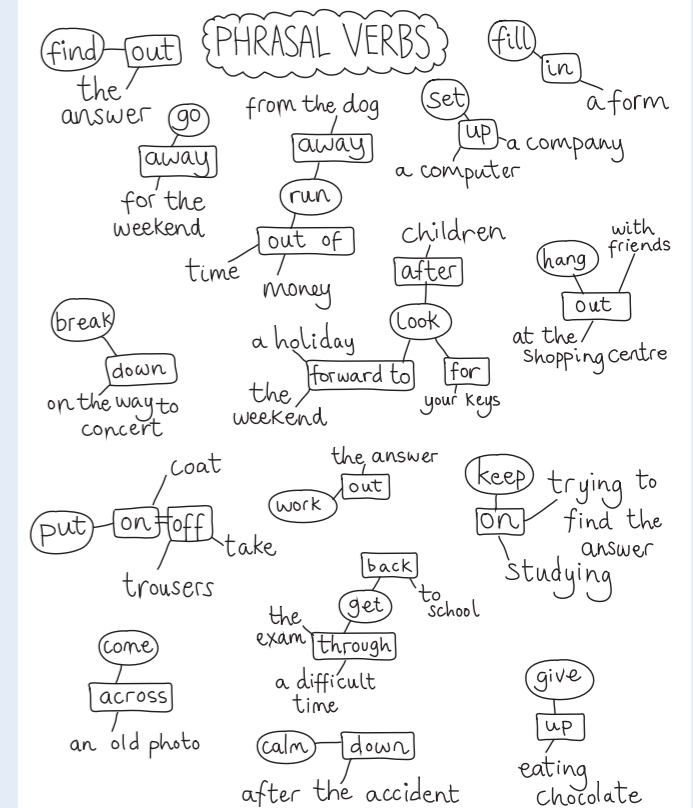 PHRASAL VERBS
find out
the
answer
go
away
for the
weekend
from the dog
away
run
out of
time
money
set
up
a company
a computer
fill
in
a form
children
after
look
forward to
a holiday
the
weekend
for
your keys
hang
out
with
friends
at the
shopping centre
break
down
on the way to
concert
put on ≠ off
coat
trousers
take
the answer
work out
keep
on
trying to
find the
answer
studying
back
to
school
get
through
the
exam
a difficult
time
come
across
an old photo
calm down
after the accident
give
up
eating
chocolate